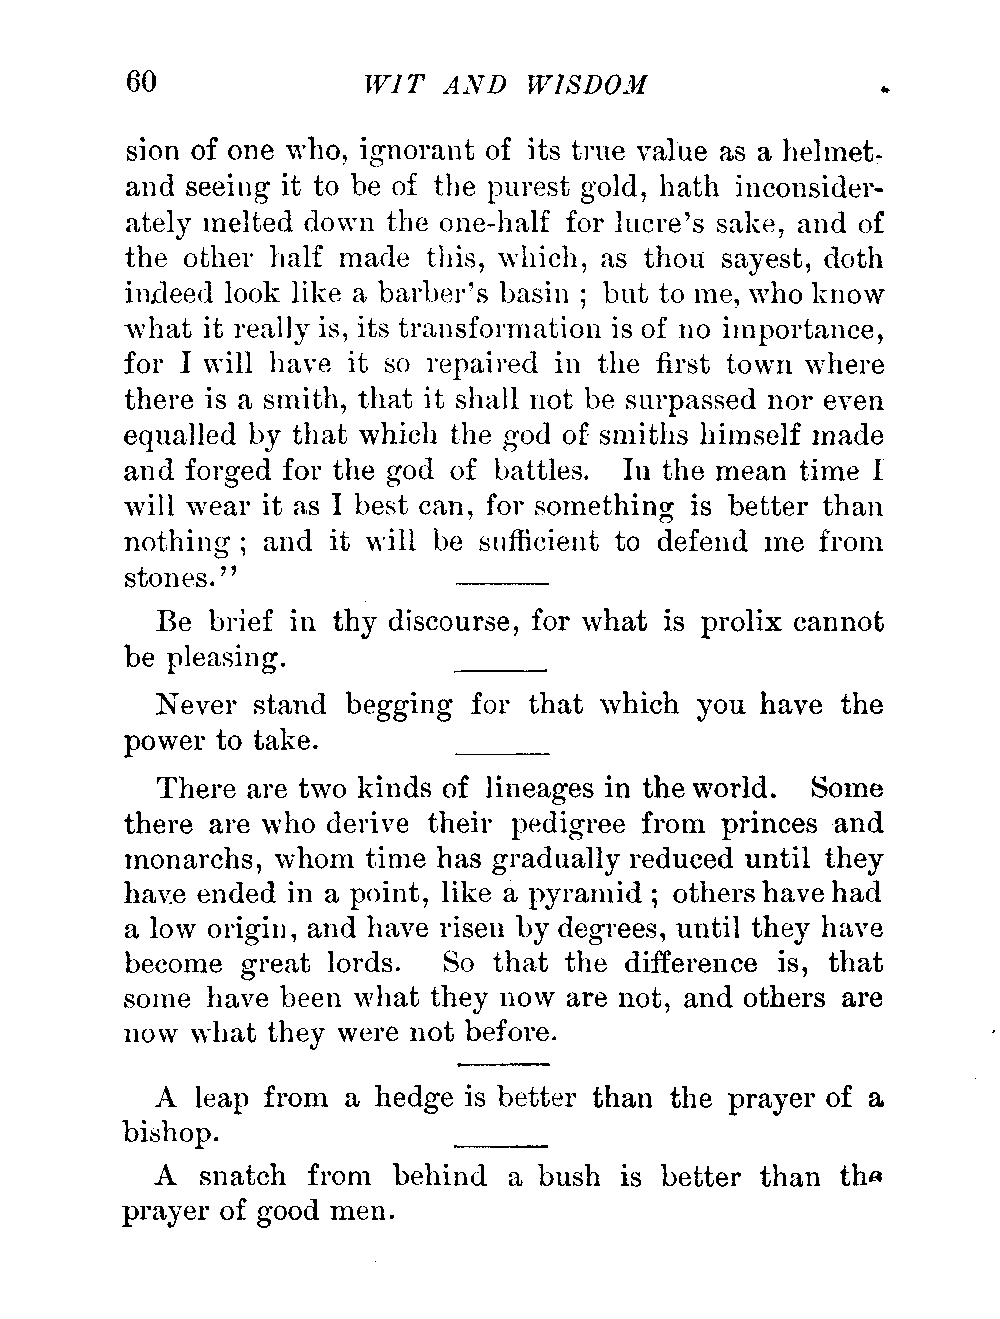 60 WIT AND WISDOM
sion of one who, ignorant of its true value as a helmet-
and seeing it to be of the purest gold, hath inconsider-
ately melted down the one-half for lucre's sake, and of
the other half made this, which, as thou sayest, doth
indeed look like a barber's basin ; but to me, who know
what it really is, its transformation is of no importance,
for I will have it so repaired in the first town where
there is a smith, that it shall not be surpassed nor even
equalled by that which the god of smiths himself made
and forged for the god of battles. In the mean time I
will wear it as I best can, for something is better than
nothing ; and it will be sufficient to defend me from
stones."
Be brief in thy discourse, for what is prolix cannot
be pleasing.
Never stand begging for that which you have the
power to take.
There are two kinds of lineages in the world. Some
there are who derive their pedigree from princes and
monarchs, whom time has gradually reduced until they
have ended in a point, like a pyramid ; others have had
a low origin, and have risen by degrees, until they have
become great lords. So that the difference is, that
some have been what they now are not, and others are
now what they were not before.
A leap from a hedge is better than the prayer of a
bishop.
A snatch from behind a bush is better than the
prayer of good men.